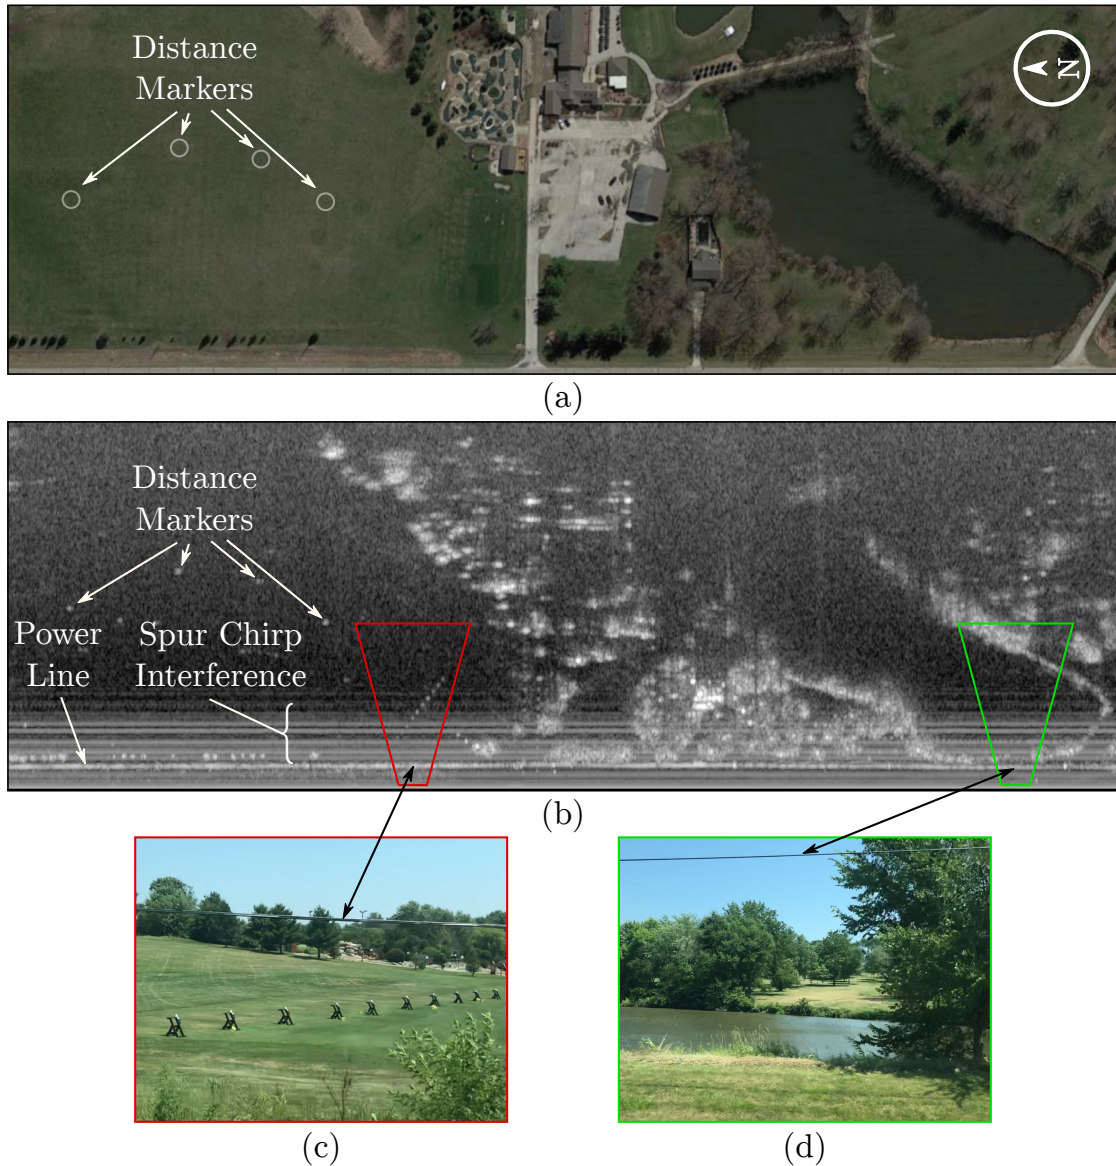 Distance
Markers
N
(a)
Distance
Markers
Power
Line
Spur Chirp
Interference
(b)
(c)
(d)